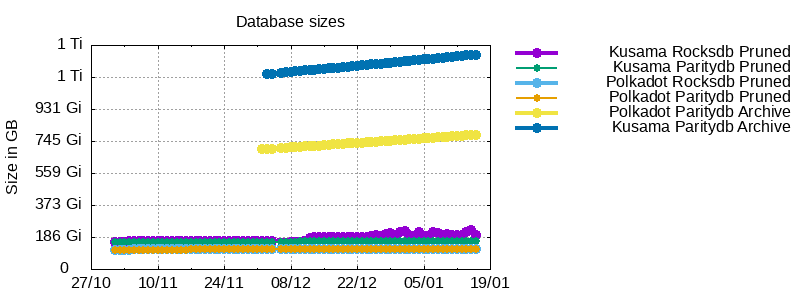 Database sizes
Size in GB
1 Ti
1 Ti
931 Gi
745 Gi
559 Gi
373 Gi
186 Gi
0
27/10 10/11 24/11 08/12 22/12 05/01 19/01
Kusama Rocksdb Pruned
Kusama Paritydb Pruned
Polkadot Rocksdb Pruned
Polkadot Paritydb Pruned
Polkadot Paritydb Archive
Kusama Paritydb Archive